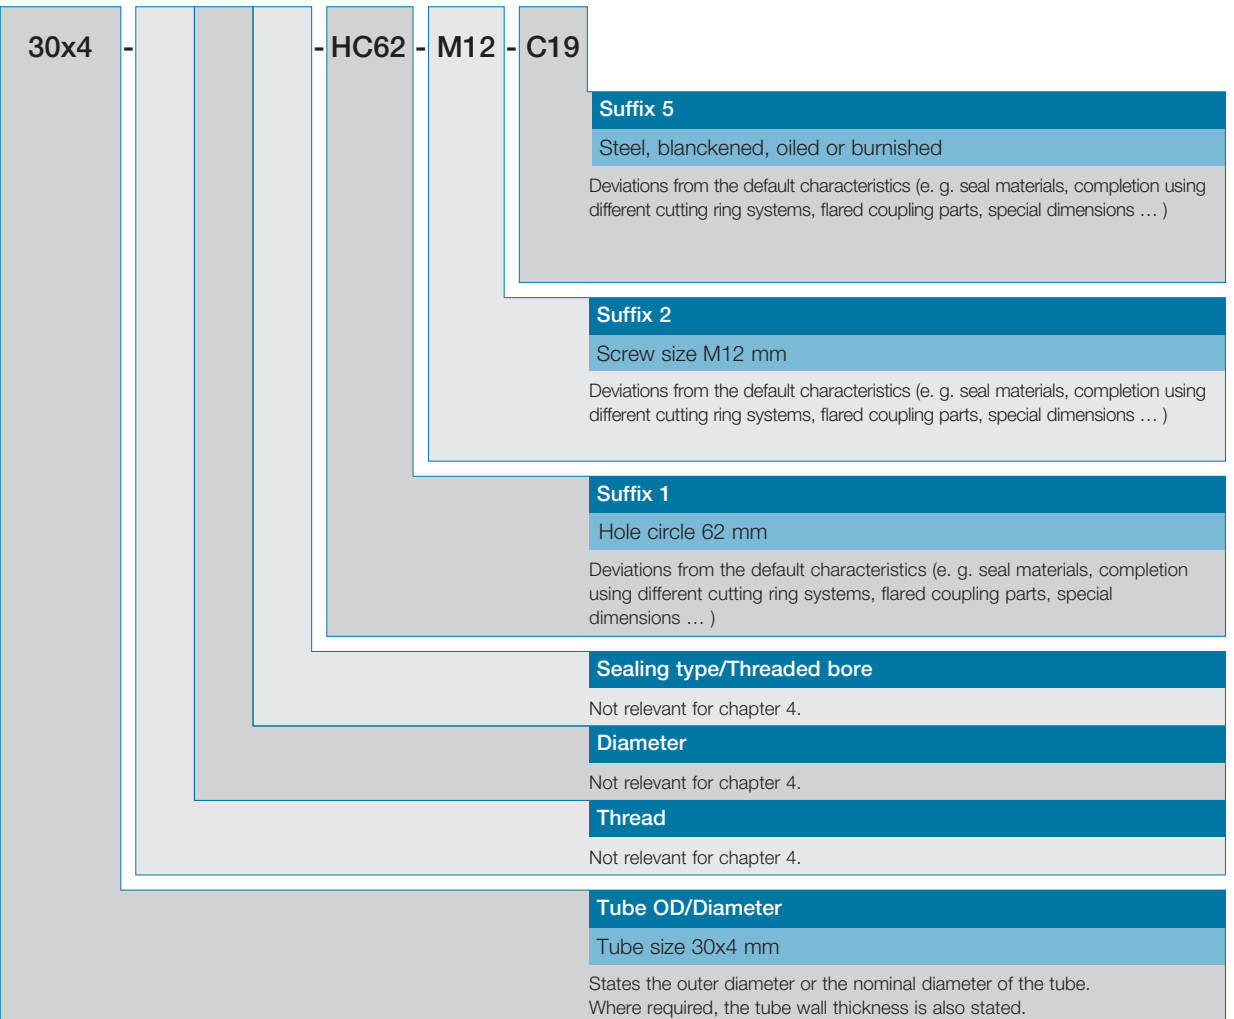 30x4 - - HC62 - M12 - C19
Suffix 5
Steel, blanckened, oiled or burnished
Deviations from the default characteristics (e. g. seal materials, completion using
different cutting ring systems, flared coupling parts, special dimensions … )
Suffix 2
Screw size M12 mm
Deviations from the default characteristics (e. g. seal materials, completion using
different cutting ring systems, flared coupling parts, special dimensions … )
Suffix 1
Hole circle 62 mm
Deviations from the default characteristics (e. g. seal materials, completion
using different cutting ring systems, flared coupling parts, special
dimensions … )
Sealing type/Threaded bore
Not relevant for chapter 4.
Diameter
Not relevant for chapter 4.
Thread
Not relevant for chapter 4.
Tube OD/Diameter
Tube size 30x4 mm
States the outer diameter or the nominal diameter of the tube.
Where required, the tube wall thickness is also stated.